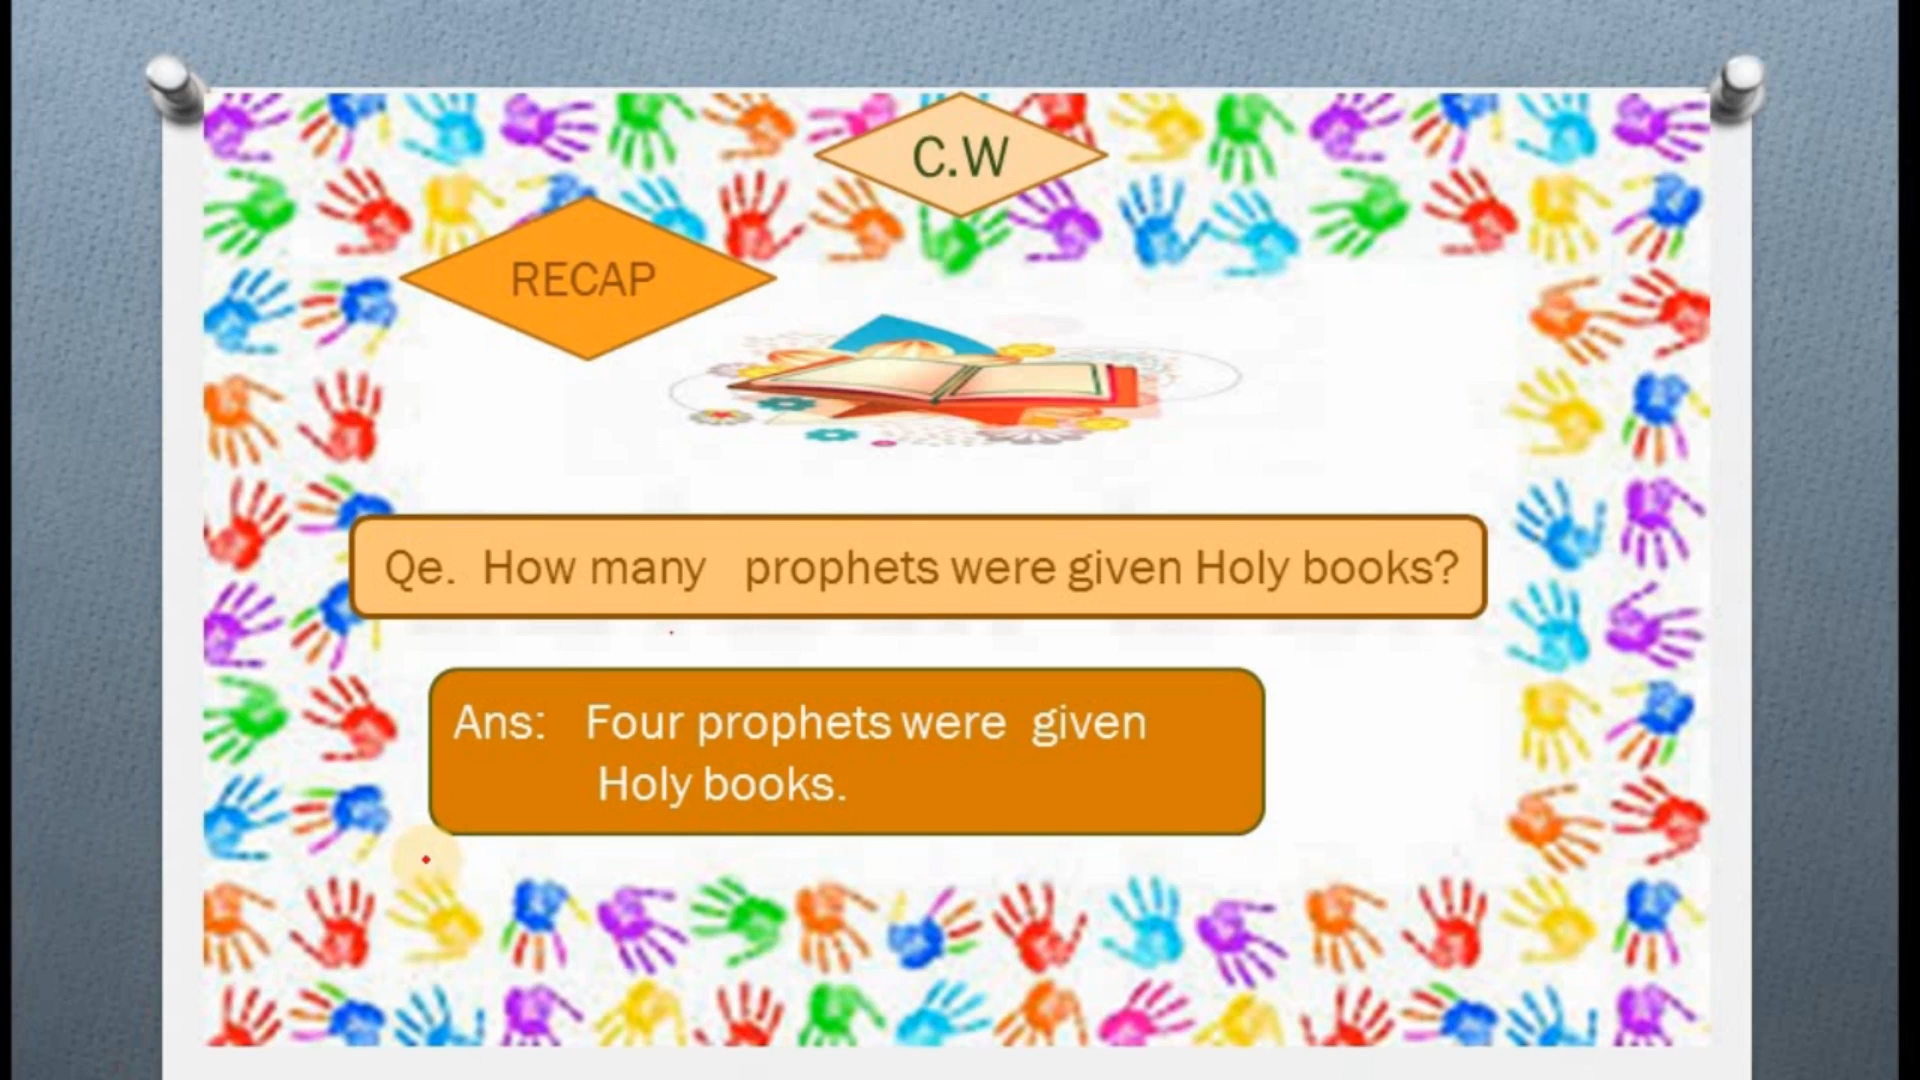 C.W
RECAP
Qe. How many prophets were given Holy books?
Ans: Four prophets were given
Holy books.